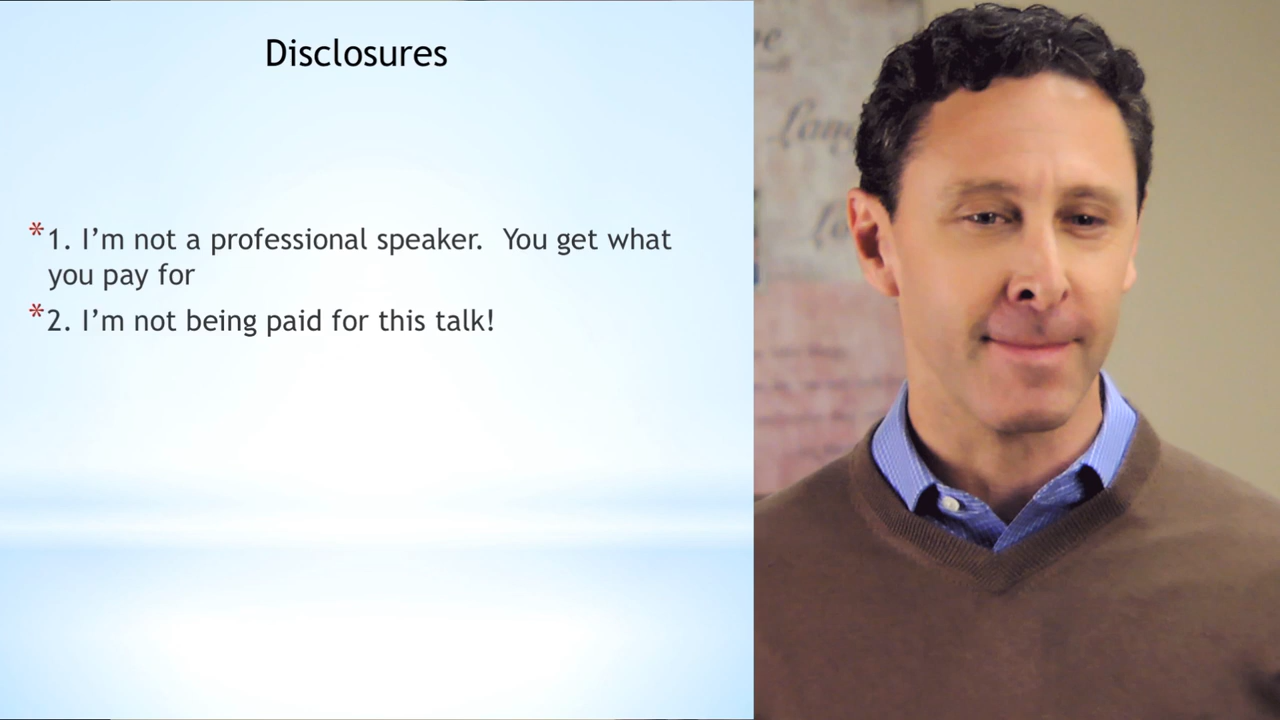 Disclosures
*1. I’m not a professional speaker.  You get what
you pay for
*2. I’m not being paid for this talk!